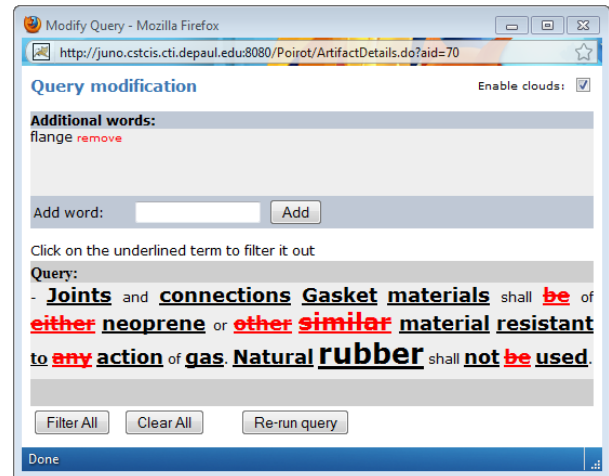 Modify Query - Mozilla Firefox
http://juno.cstcis.cti.depaul.edu:8080/Poirot/ArtifactDetails.do?aid=70
Query modification Enable clouds:
Additional words:
flange remove
Add word: Add
Click on the underlined term to filter it out
Query:
- Joints and connections Gasket materials shall be of
either neoprene or other similar material resistant
to any action of gas. Natural rubber shall not be used.
Filter All Clear All Re-run query
Done